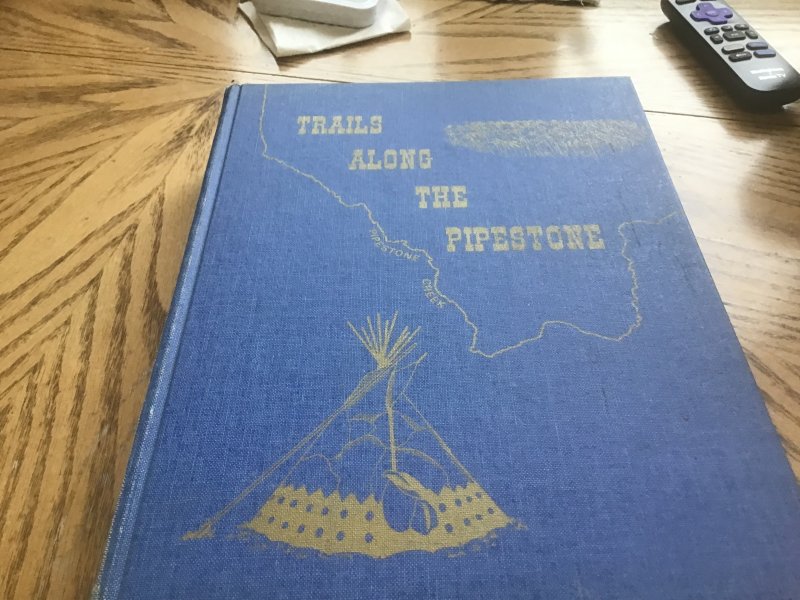 TRAILS
ALONG
THE
PIPESTONE
PIPESTONE
CREEK